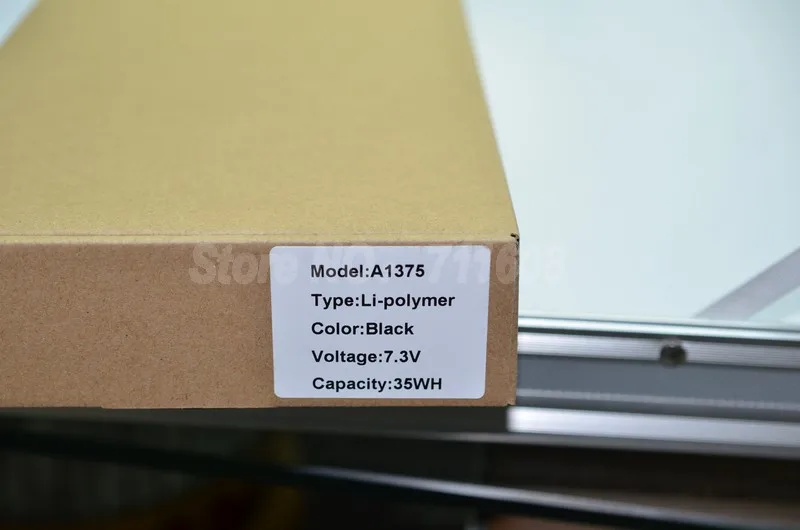 Model:A1375
Type:Li-polymer
Color:Black
Voltage:7.3V
Capacity:35WH